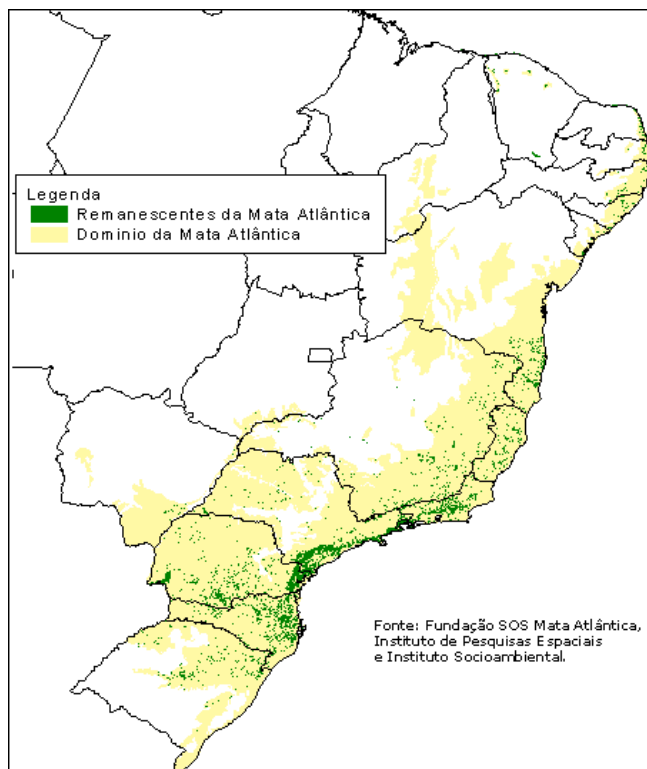 Legenda
Remanescentes da Mata Atlântica
Dominio da Mata Atlântica
Fonte: Fundação SOS Mata Atlântica,
Instituto de Pesquisas Espaciais
e Instituto Socioambiental.